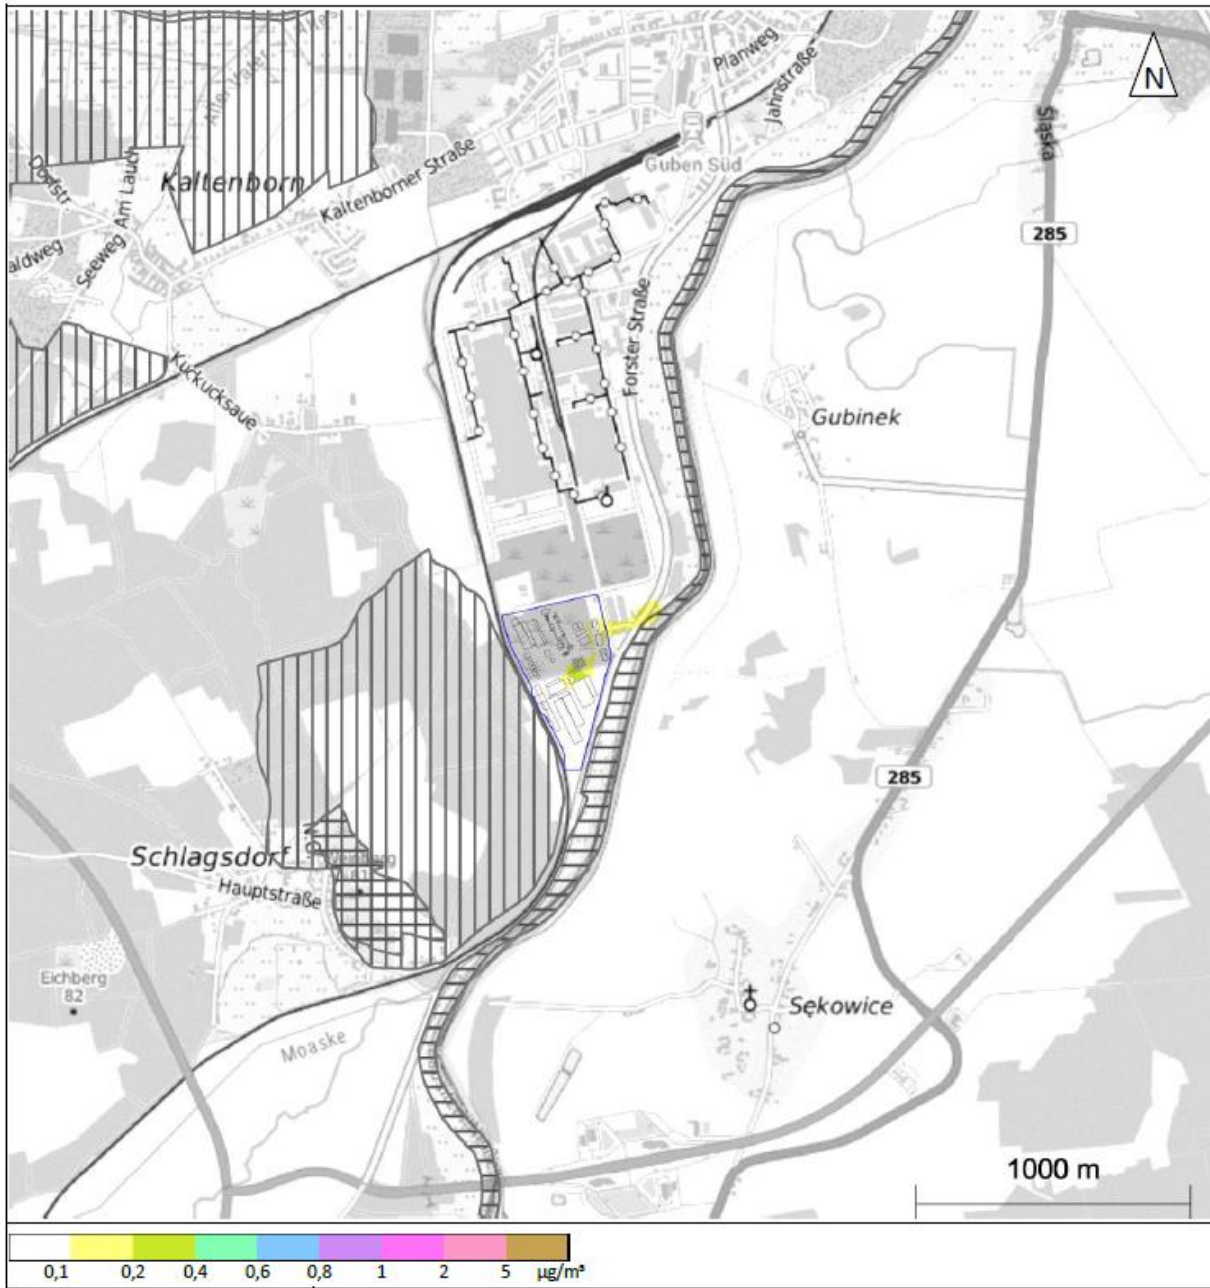 Planweg
Jahnstraße
N
Śląska
Guben Süd
Dorfstr.
Seeweg Am Lauch
Kaltenborn
Kaltenborner Straße
aldweg
285
Forster Straße
Kuckucksaue
Gubinek
285
Schlagsdorf
Hauptstraße
Eichberg
82
Sękowice
Moaske
1000 m
0,1 0,2 0,4 0,6 0,8 1 2 5 µg/m³